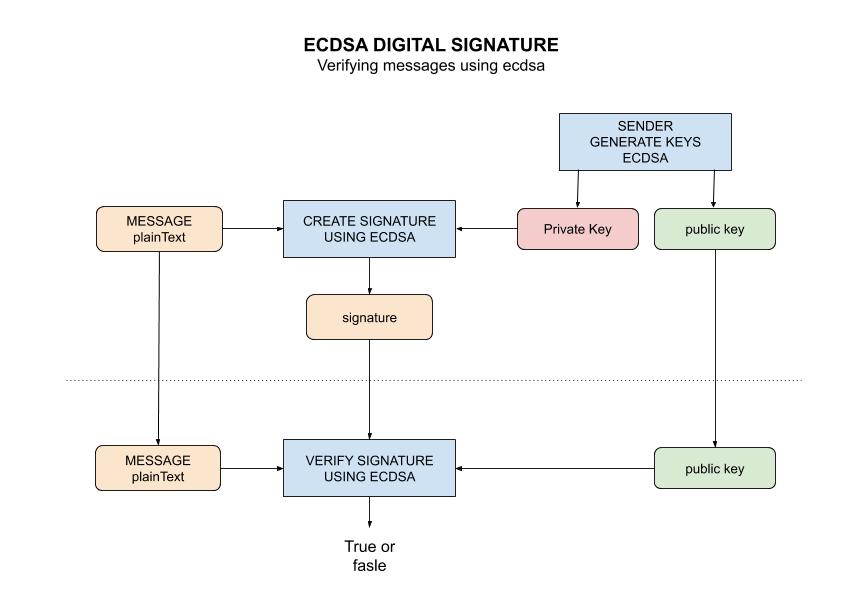 ECDSA DIGITAL SIGNATURE
Verifying messages using ecdsa
SENDER
GENERATE KEYS
ECDSA
MESSAGE
plainText
CREATE SIGNATURE
USING ECDSA
Private Key
public key
signature
MESSAGE
plainText
VERIFY SIGNATURE
USING ECDSA
public key
True or
fasle